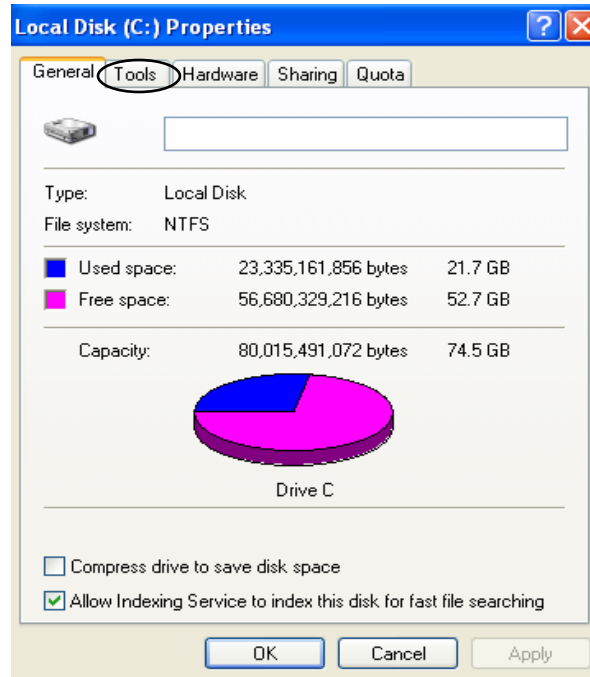 Local Disk (C:) Properties
General Tools Hardware Sharing Quota
Type: Local Disk
File system: NTFS
Used space: 23,335,161,856 bytes 21.7 GB
Free space: 56,680,329,216 bytes 52.7 GB
Capacity: 80,015,491,072 bytes 74.5 GB
Drive C
Compress drive to save disk space
Allow Indexing Service to index this disk for fast file searching
OK Cancel Apply